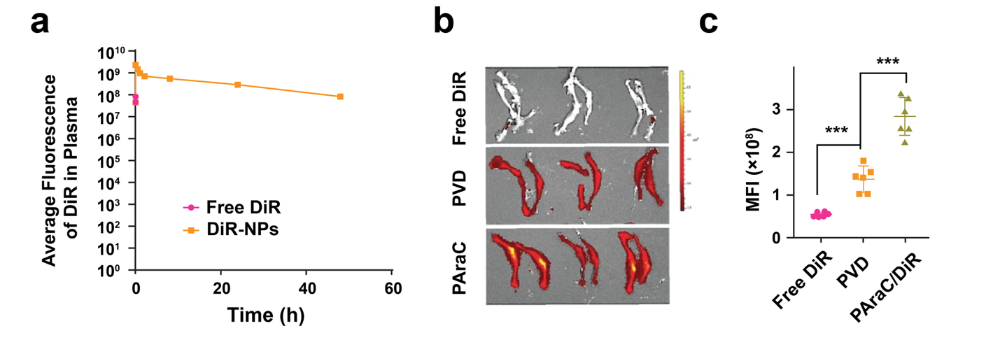 a
Average Fluorescence
of DiR in Plasma
10¹⁰
10⁹
10⁸
10⁷
10⁶
10⁵
10⁴
10³
10²
10¹
10⁰
Free DiR
DiR-NPs
0 20 40 60
Time (h)
b
Free DiR
PVD
PAraC
c
MFI (×10⁸)
3
2
1
0
***
***
Free DiR
PVD
PAraC/DiR